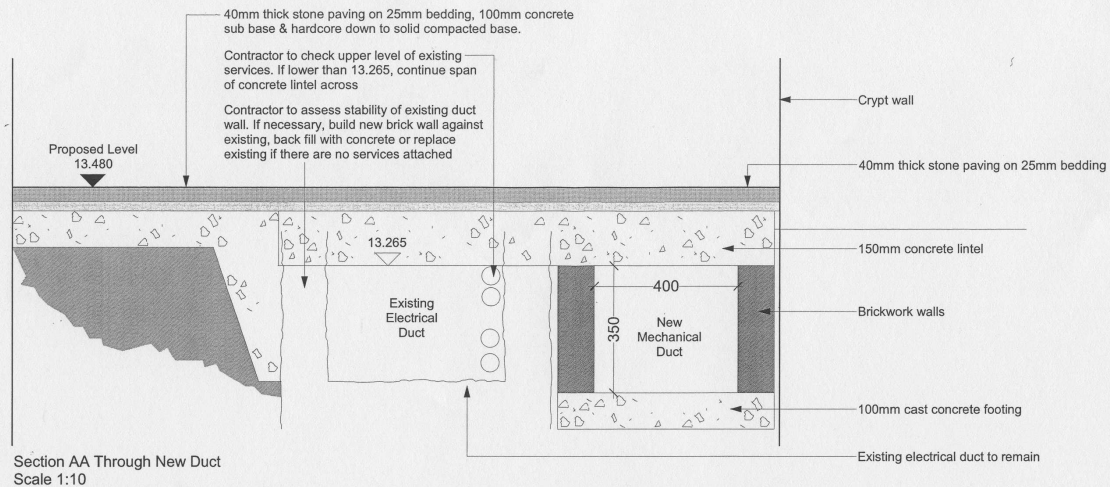 40mm thick stone paving on 25mm bedding, 100mm concrete
sub base & hardcore down to solid compacted base.
Contractor to check upper level of existing
services. If lower than 13.265, continue span
of concrete lintel across
Contractor to assess stability of existing duct
wall. If necessary, build new brick wall against
existing, back fill with concrete or replace
existing if there are no services attached
Proposed Level
13.480
Crypt wall
40mm thick stone paving on 25mm bedding
13.265
150mm concrete lintel
Existing
Electrical
Duct
400
350
New
Mechanical
Duct
Brickwork walls
100mm cast concrete footing
Existing electrical duct to remain
Section AA Through New Duct
Scale 1:10